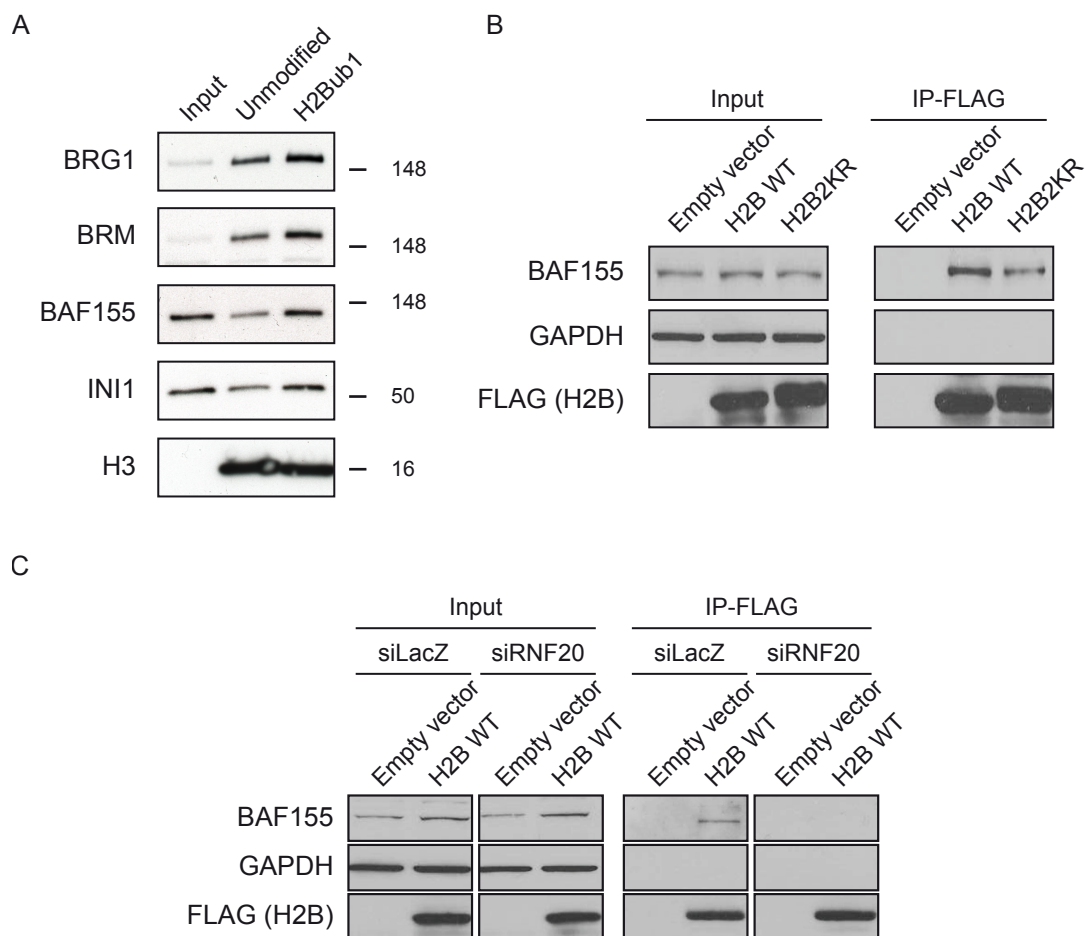 A
Input
Unmodified
H2Bub1
BRG1
148
BRM
148
BAF155
148
INI1
50
H3
16
B
Input
IP-FLAG
Empty vector
H2B WT
H2B2KR
Empty vector
H2B WT
H2B2KR
BAF155
GAPDH
FLAG (H2B)
C
Input
IP-FLAG
siLacZ
siRNF20
siLacZ
siRNF20
Empty vector
H2B WT
Empty vector
H2B WT
Empty vector
H2B WT
Empty vector
H2B WT
BAF155
GAPDH
FLAG (H2B)